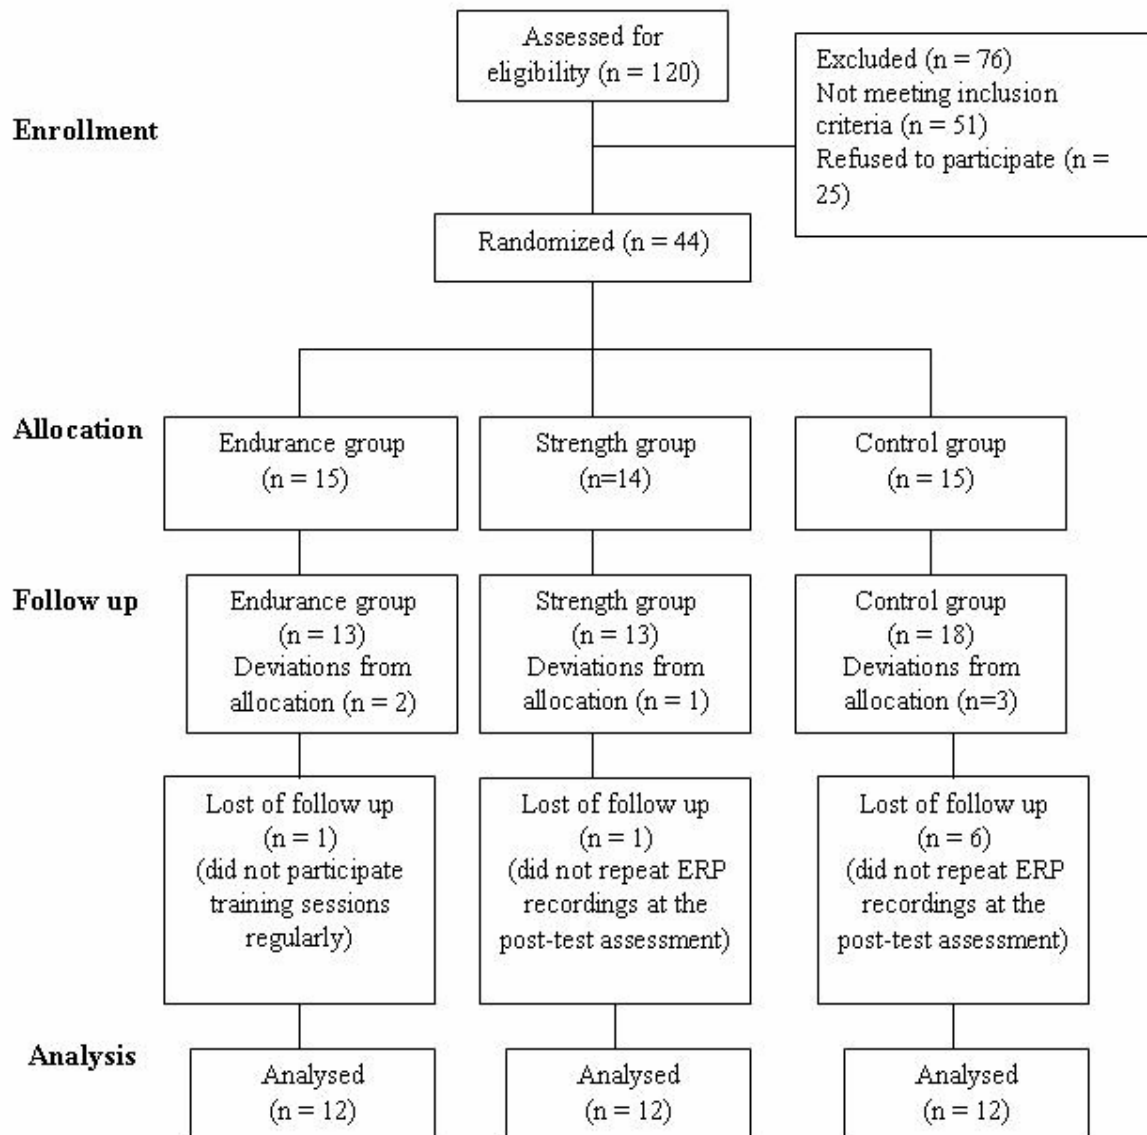 Assessed for
eligibility (n = 120)
Excluded (n = 76)
Not meeting inclusion
criteria (n = 51)
Refused to participate (n =
25)
Enrollment
Randomized (n = 44)
Allocation
Endurance group
(n = 15)
Strength group
(n=14)
Control group
(n = 15)
Follow up
Endurance group
(n = 13)
Deviations from
allocation (n = 2)
Strength group
(n = 13)
Deviations from
allocation (n = 1)
Control group
(n = 18)
Deviations from
allocation (n=3)
Lost of follow up
(n = 1)
(did not participate
training sessions
regularly)
Lost of follow up
(n = 1)
(did not repeat ERP
recordings at the
post-test assessment)
Lost of follow up
(n = 6)
(did not repeat ERP
recordings at the
post-test assessment)
Analysis
Analysed
(n = 12)
Analysed
(n = 12)
Analysed
(n = 12)